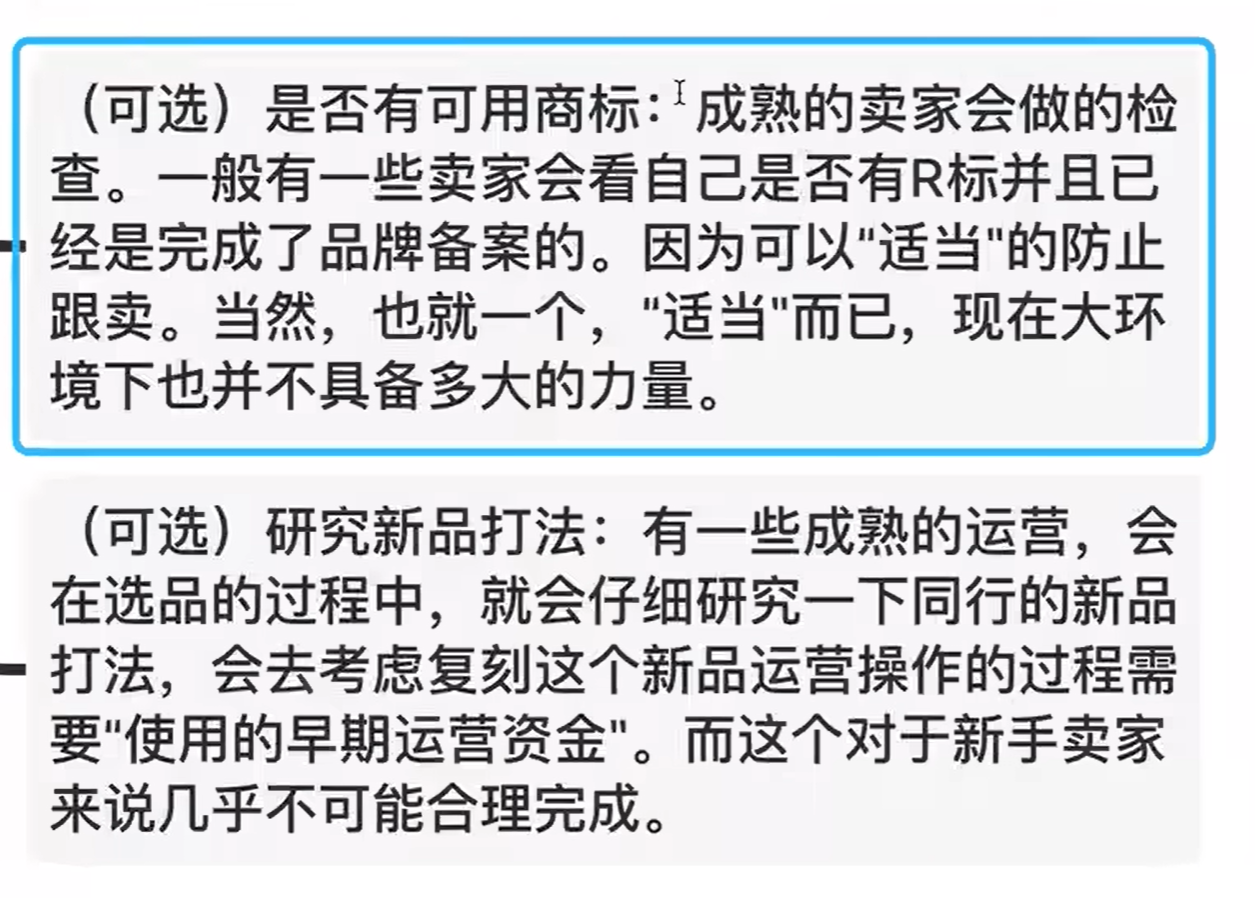 （可选）是否有可用商标：成熟的卖家会做的检
查。一般有一些卖家会看自己是否有R标并且已
经是完成了品牌备案的。因为可以“适当"的防止
跟卖。当然，也就一个，“适当"而已，现在大环
境下也并不具备多大的力量。
（可选）研究新品打法：有一些成熟的运营，会
在选品的过程中，就会仔细研究一下同行的新品
打法，会去考虑复刻这个新品运营操作的过程需
要“使用的早期运营资金"。而这个对于新手卖家
来说几乎不可能合理完成。